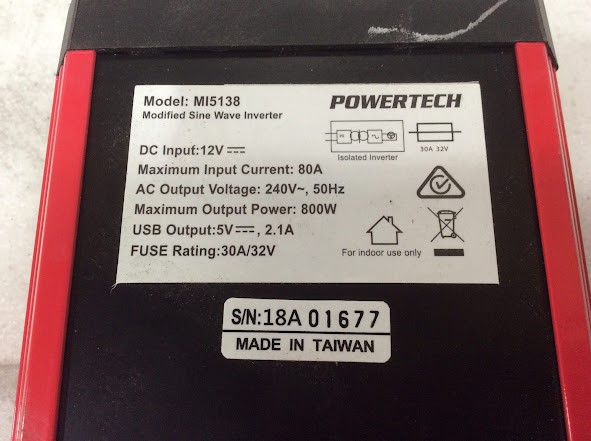 Model: MI5138
Modified Sine Wave Inverter
POWERTECH
DC Input:12V⎓
Maximum Input Current: 80A
AC Output Voltage: 240V~, 50Hz
Maximum Output Power: 800W
USB Output:5V⎓, 2.1A
FUSE Rating:30A/32V
Isolated Inverter
30A 32V
For indoor use only
S/N:18A 01677
MADE IN TAIWAN